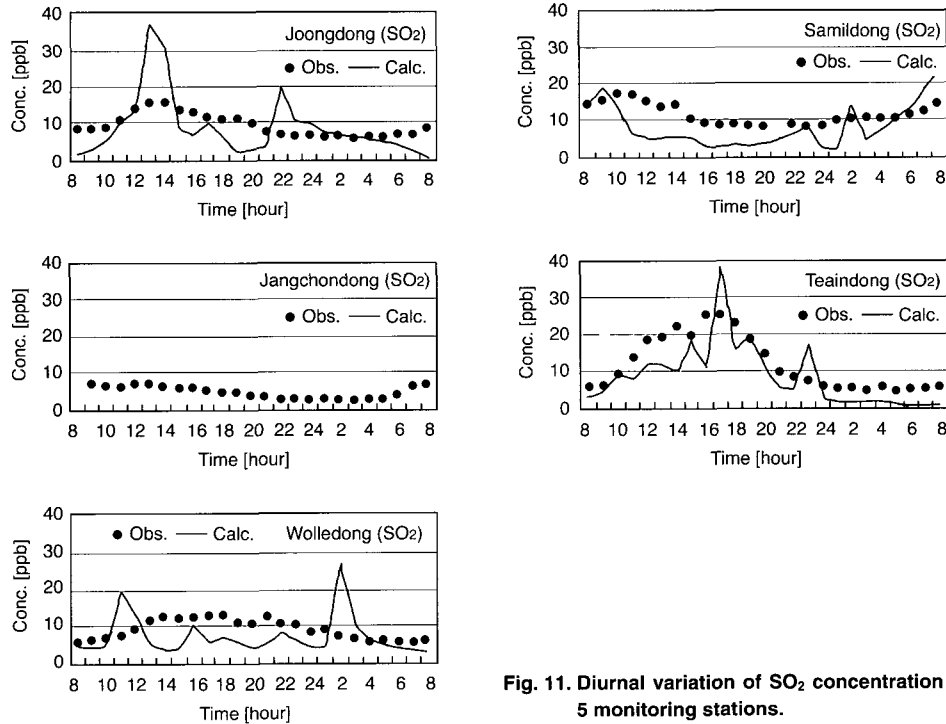 Joongdong (SO2)
Obs. Calc.
Conc. [ppb]
40
30
20
10
0
8 10 12 14 16 18 20 22 24 2 4 6 8
Time [hour]
Samildong (SO2)
Obs. Calc.
Conc. [ppb]
40
30
20
10
0
8 10 12 14 16 18 20 22 24 2 4 6 8
Time [hour]
Jangchondong (SO2)
Obs. Calc.
Conc. [ppb]
40
30
20
10
0
8 10 12 14 16 18 20 22 24 2 4 6 8
Time [hour]
Teaindong (SO2)
Obs. Calc.
Conc. [ppb]
40
30
20
10
0
8 10 12 14 16 18 20 22 24 2 4 6 8
Time [hour]
Obs. Calc. Wolledong (SO2)
Conc. [ppb]
40
30
20
10
0
8 10 12 14 16 18 20 22 24 2 4 6 8
Time [hour]
Fig. 11. Diurnal variation of SO2 concentration
5 monitoring stations.